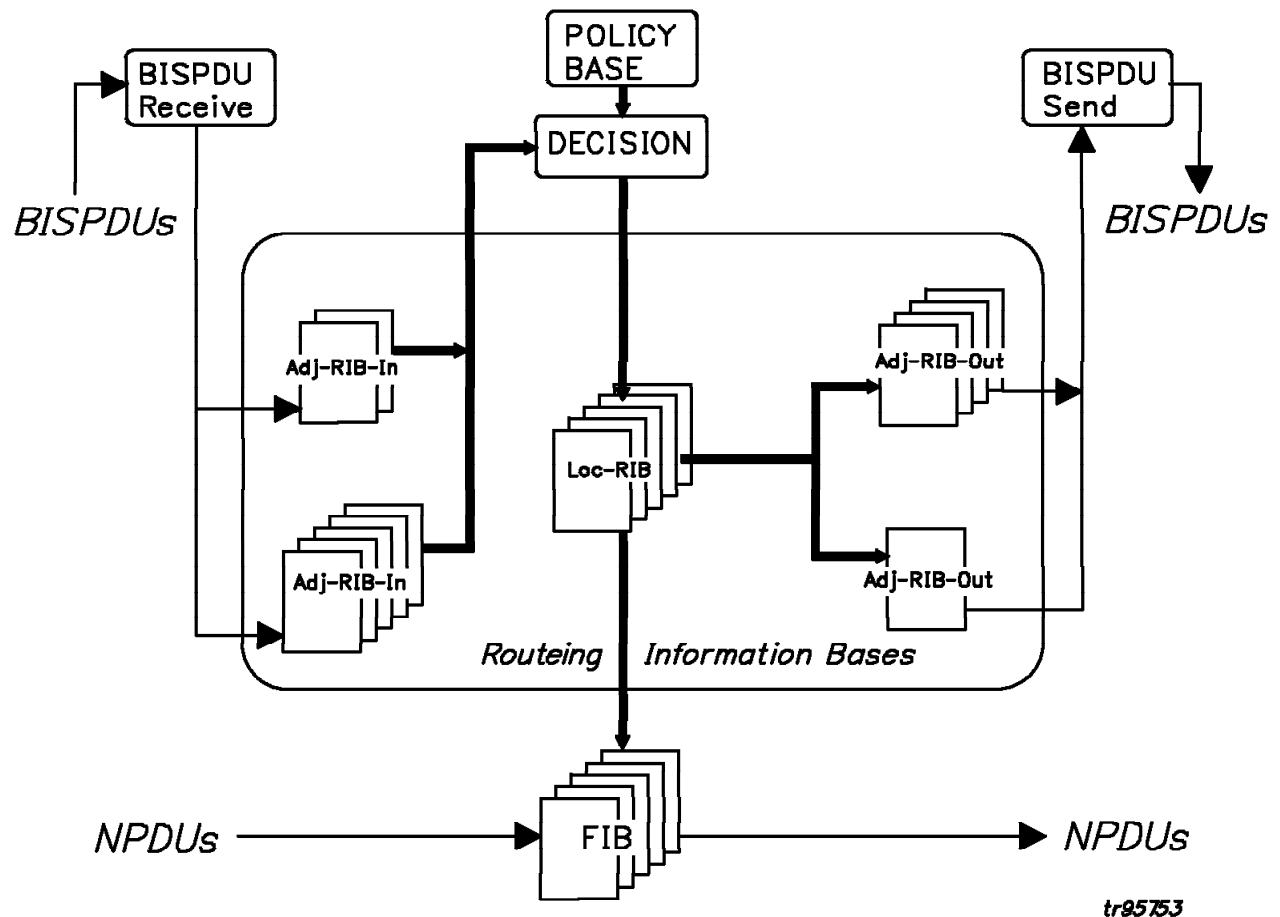 POLICY
BASE
BISPDU
Receive
BISPDU
Send
DECISION
BISPDUs
BISPDUs
Adj-RIB-In
Adj-RIB-Out
Loc-RIB
Adj-RIB-In
Adj-RIB-Out
Routeing Information Bases
NPDUs
FIB
NPDUs
tr95753